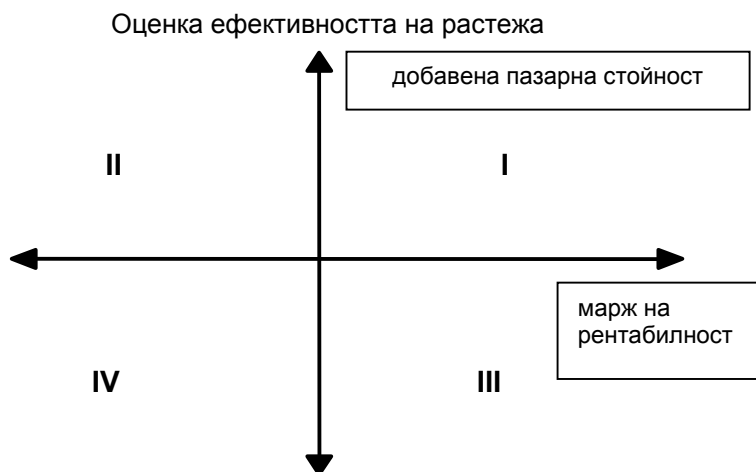 Оценка ефективността на растежа
добавена пазарна стойност
II
I
марж на
рентабилност
IV
III